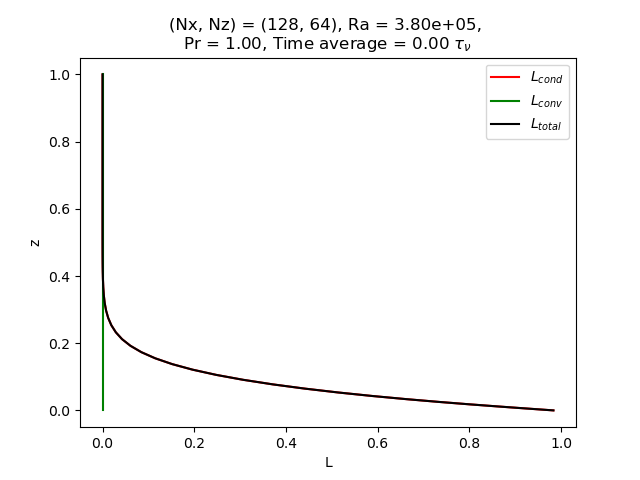 (Nx, Nz) = (128, 64), Ra = 3.80e+05,
Pr = 1.00, Time average = 0.00 τ_ν
L_cond
L_conv
L_total
1.0
0.8
0.6
0.4
0.2
0.0
z
0.0 0.2 0.4 0.6 0.8 1.0
L